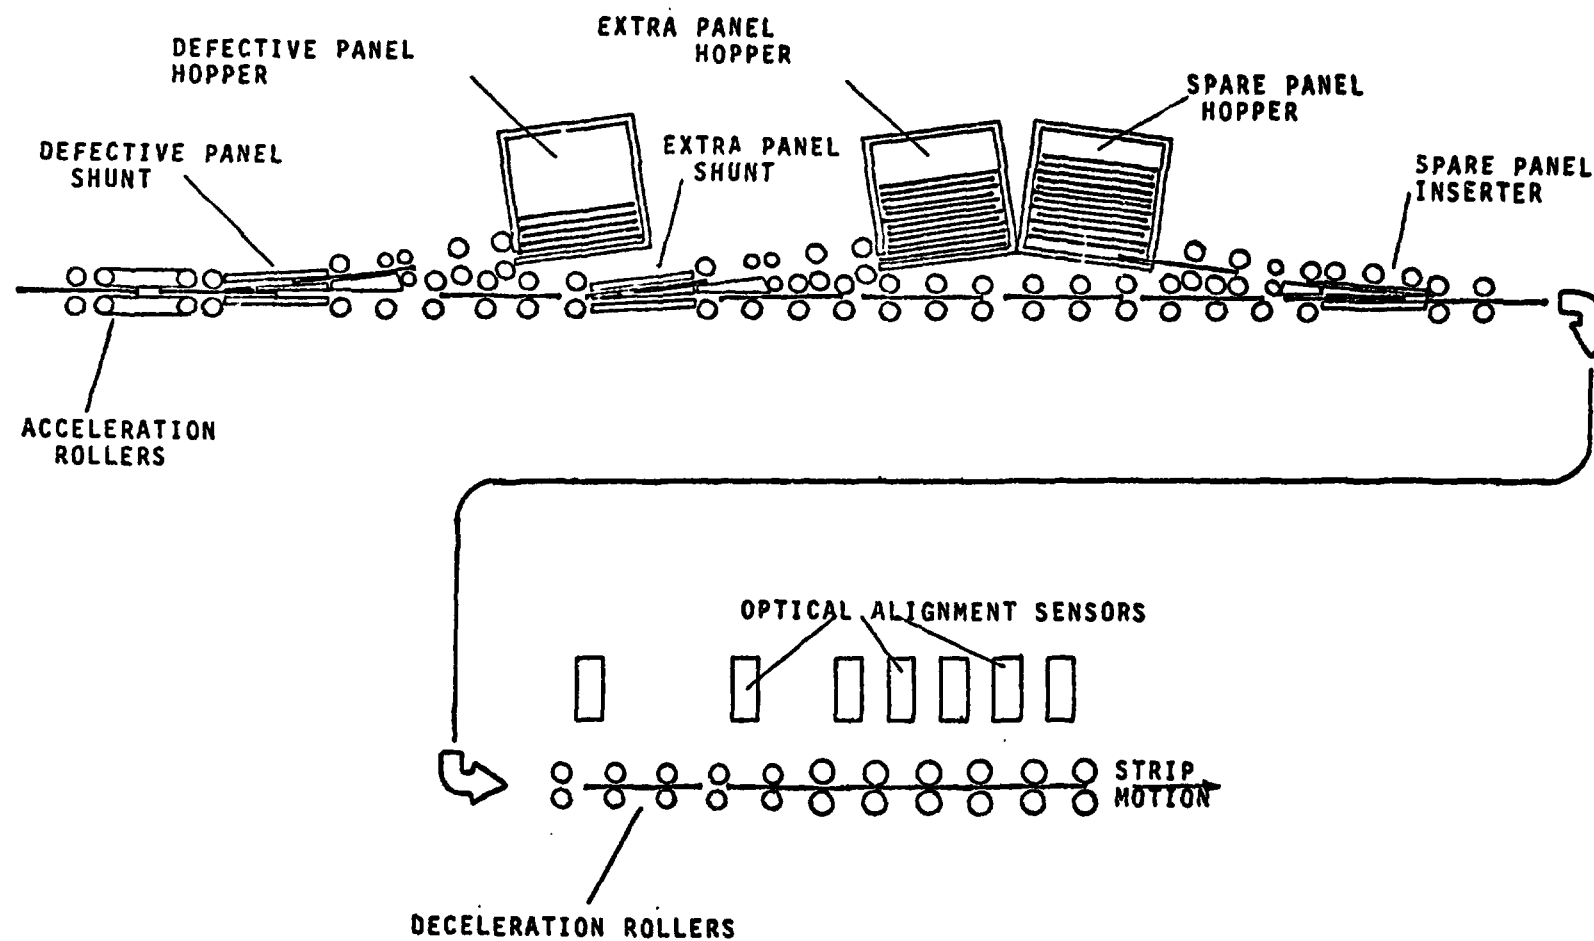 EXTRA PANEL
HOPPER
DEFECTIVE PANEL
HOPPER
SPARE PANEL
HOPPER
DEFECTIVE PANEL
SHUNT
EXTRA PANEL
SHUNT
SPARE PANEL
INSERTER
ACCELERATION
ROLLERS
OPTICAL ALIGNMENT SENSORS
STRIP
MOTION
DECELERATION ROLLERS